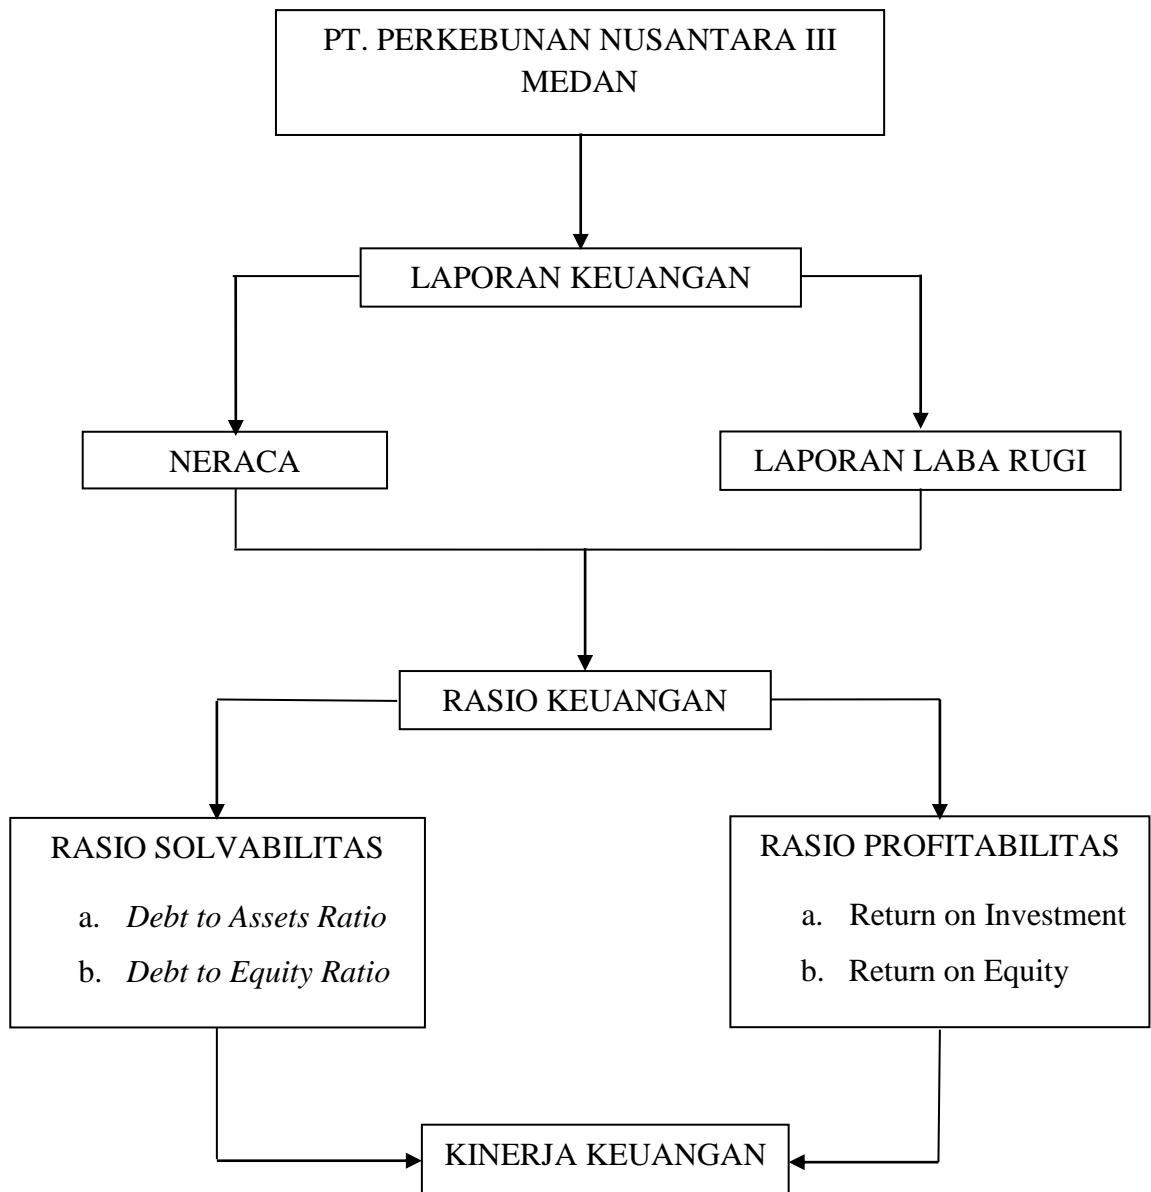 PT. PERKEBUNAN NUSANTARA III
MEDAN
LAPORAN KEUANGAN
NERACA
LAPORAN LABA RUGI
RASIO KEUANGAN
RASIO SOLVABILITAS
a. Debt to Assets Ratio
b. Debt to Equity Ratio
RASIO PROFITABILITAS
a. Return on Investment
b. Return on Equity
KINERJA KEUANGAN